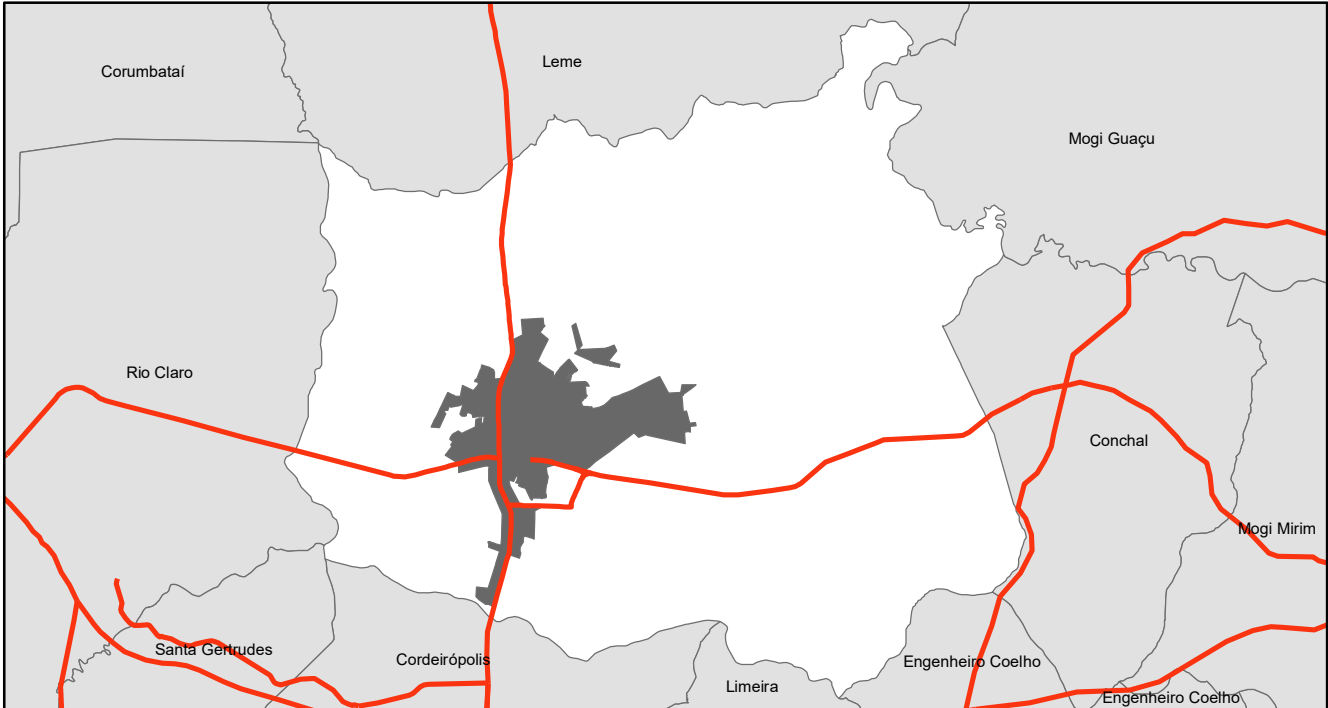 Leme
Corumbataí
Mogi Guaçu
Rio Claro
Conchal
Mogi Mirim
Santa Gertrudes
Cordeirópolis
Engenheiro Coelho
Limeira
Engenheiro Coelho